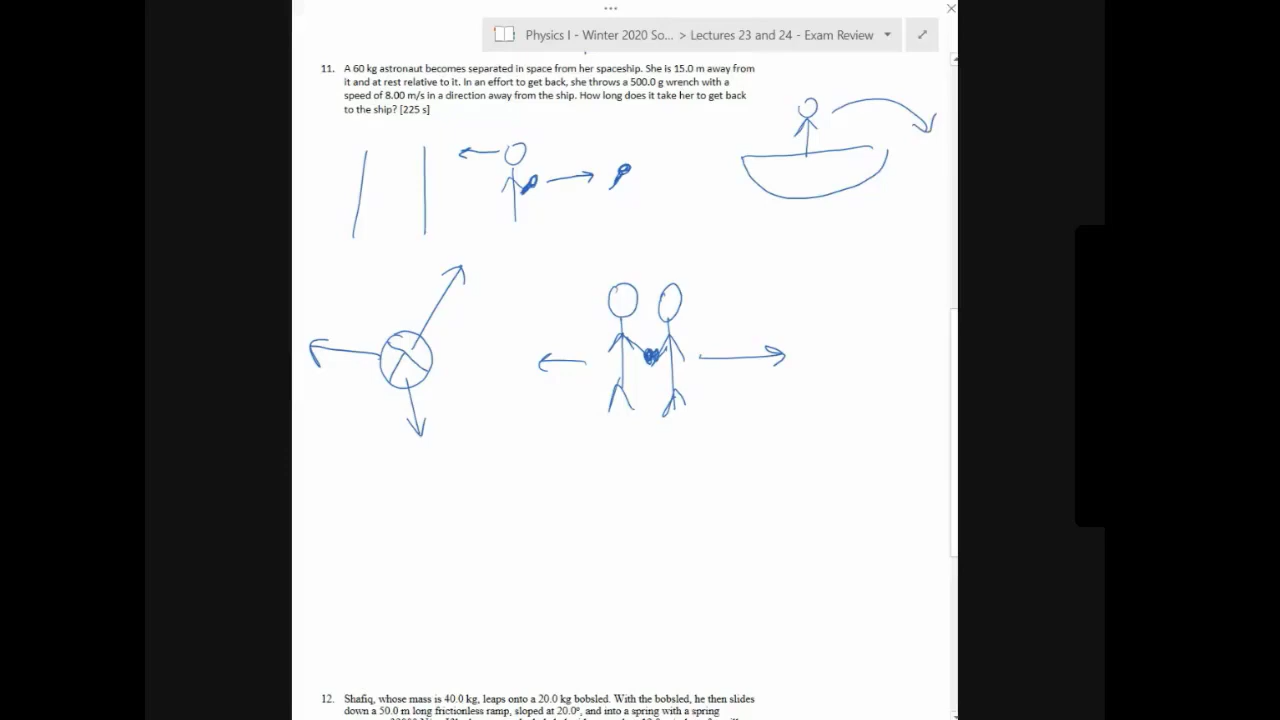 Physics I - Winter 2020 So... > Lectures 23 and 24 - Exam Review
11. A 60 kg astronaut becomes separated in space from her spaceship. She is 15.0 m away from
it and at rest relative to it. In an effort to get back, she throws a 500.0 g wrench with a
speed of 8.00 m/s in a direction away from the ship. How long does it take her to get back
to the ship? [225 s]
12. Shafiq, whose mass is 40.0 kg, leaps onto a 20.0 kg bobsled. With the bobsled, he then slides
down a 50.0 m long frictionless ramp, sloped at 20.0º, and into a spring with a spring